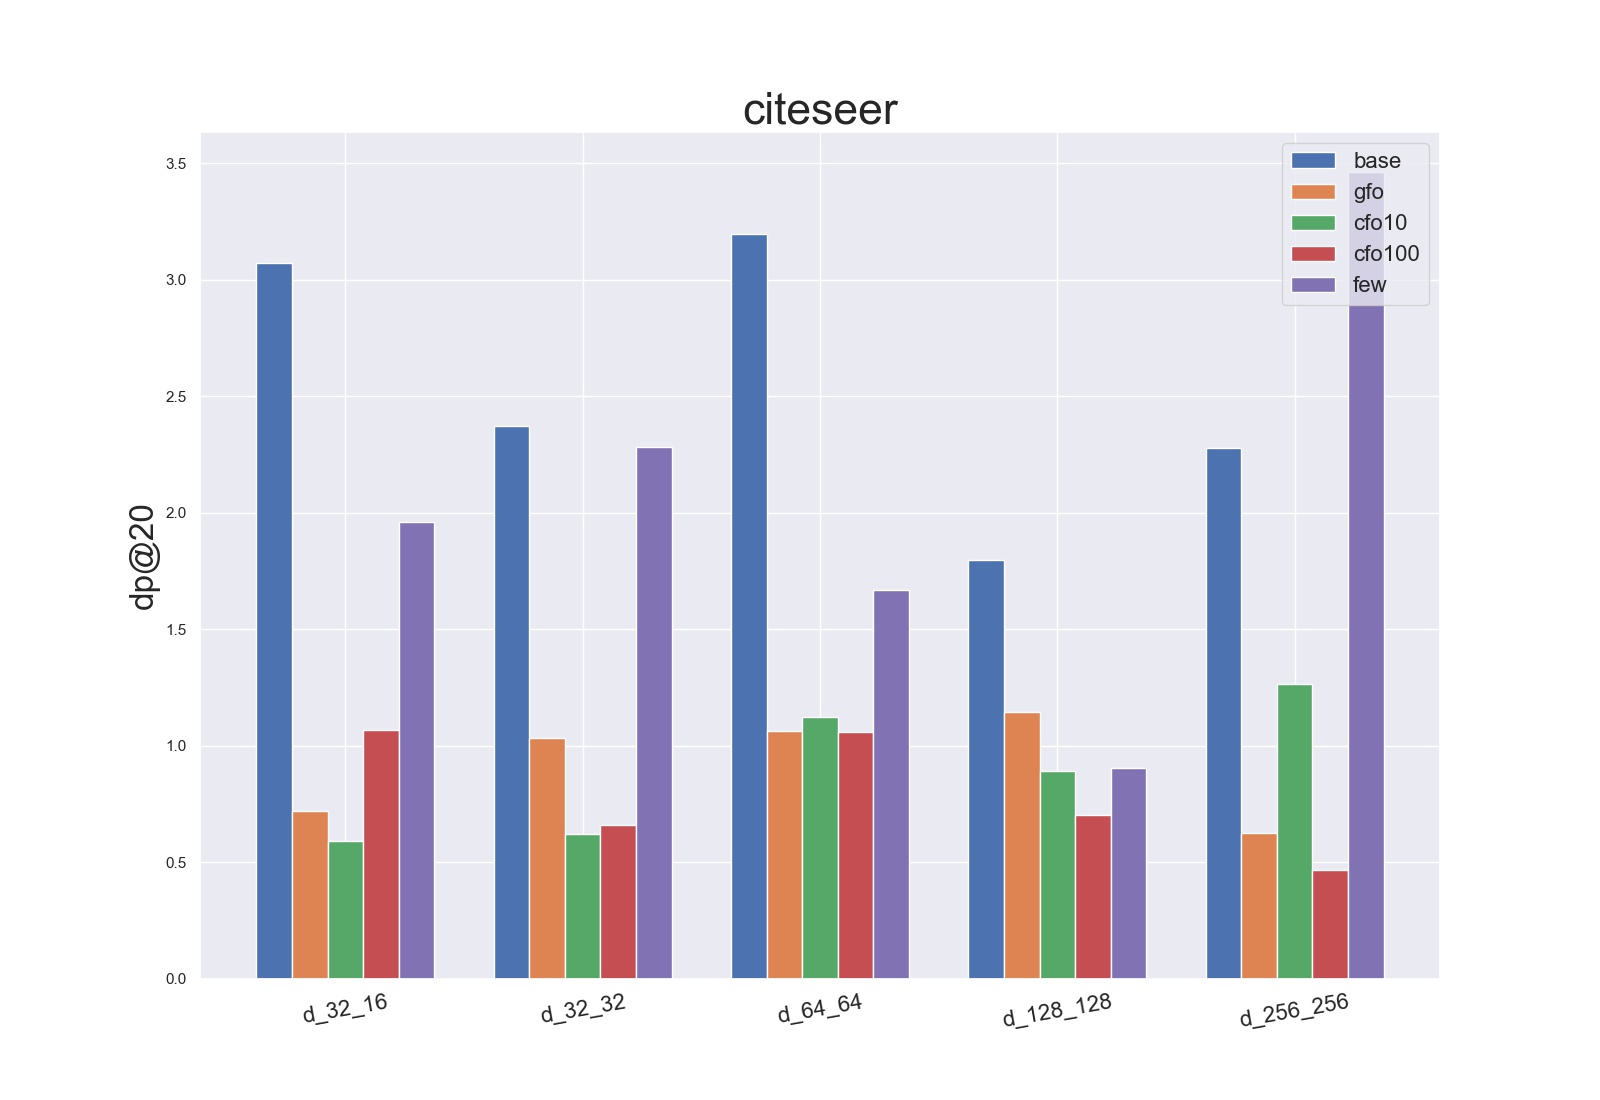 citeseer
dp@20
3.5
3.0
2.5
2.0
1.5
1.0
0.5
0.0
base
gfo
cfo10
cfo100
few
d_32_16
d_32_32
d_64_64
d_128_128
d_256_256